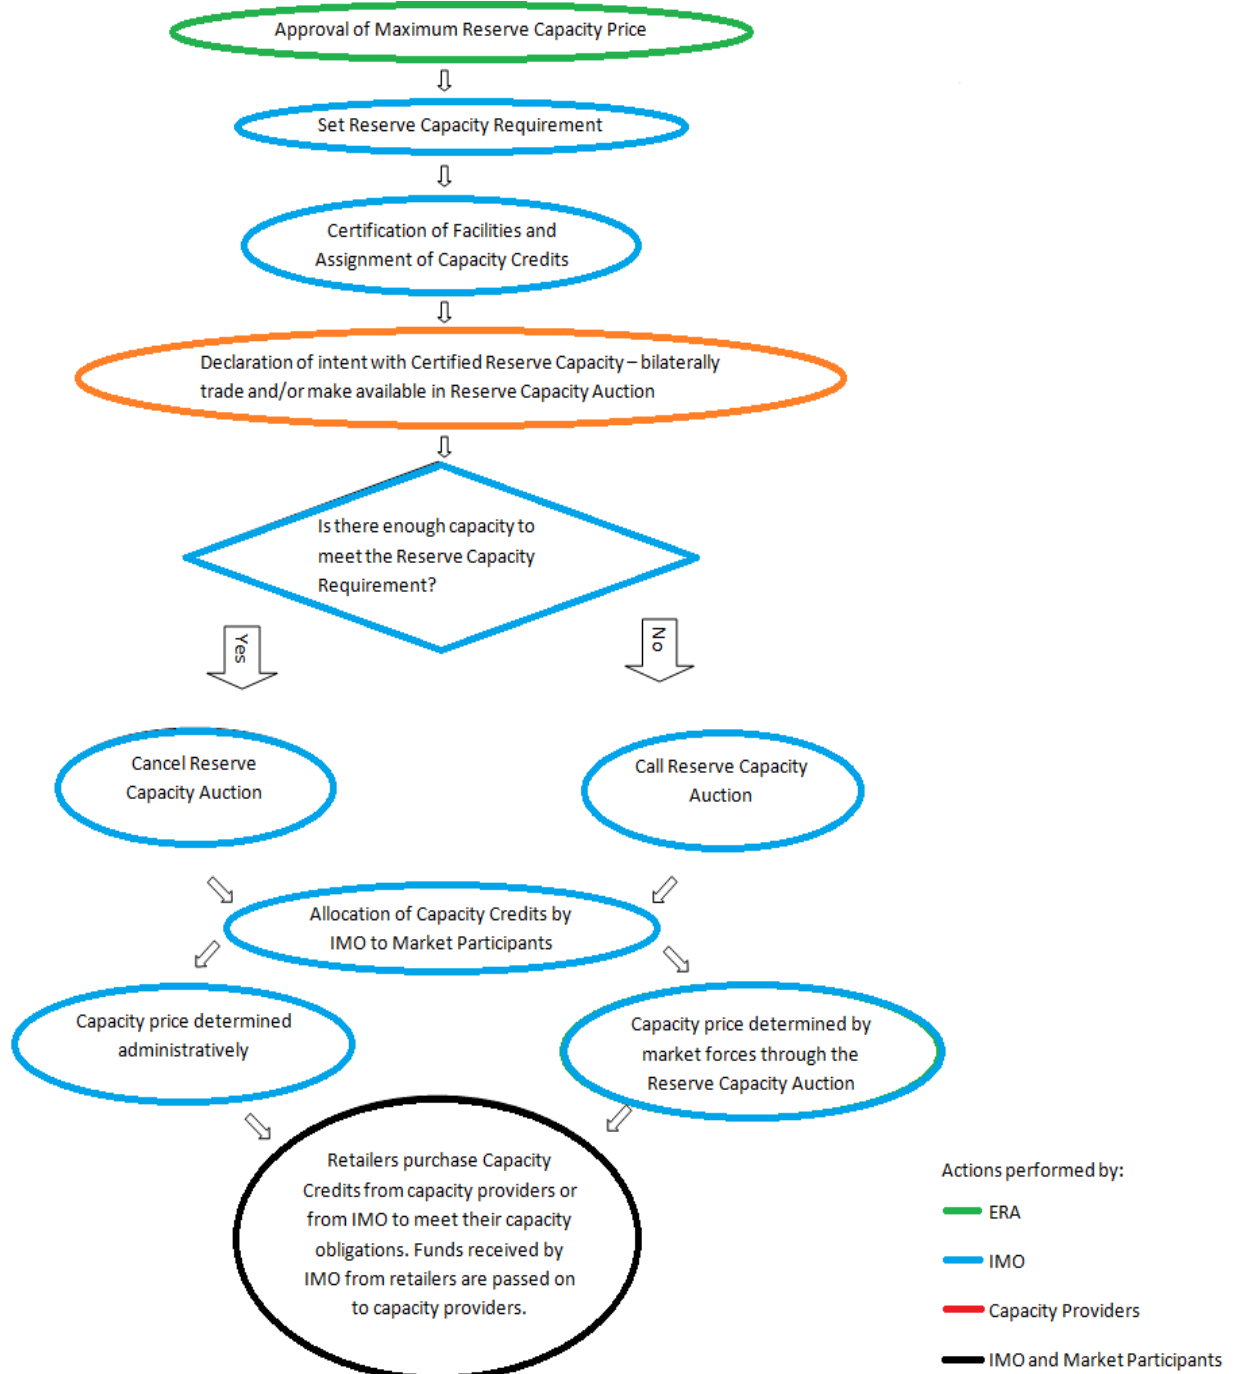 Approval of Maximum Reserve Capacity Price
Set Reserve Capacity Requirement
Certification of Facilities and
Assignment of Capacity Credits
Declaration of intent with Certified Reserve Capacity – bilaterally
trade and/or make available in Reserve Capacity Auction
Is there enough capacity to
meet the Reserve Capacity
Requirement?
Yes
No
Cancel Reserve
Capacity Auction
Call Reserve Capacity
Auction
Allocation of Capacity Credits by
IMO to Market Participants
Capacity price determined
administratively
Capacity price determined by
market forces through the
Reserve Capacity Auction
Retailers purchase Capacity
Credits from capacity providers or
from IMO to meet their capacity
obligations. Funds received by
IMO from retailers are passed on
to capacity providers.
Actions performed by:
ERA
IMO
Capacity Providers
IMO and Market Participants